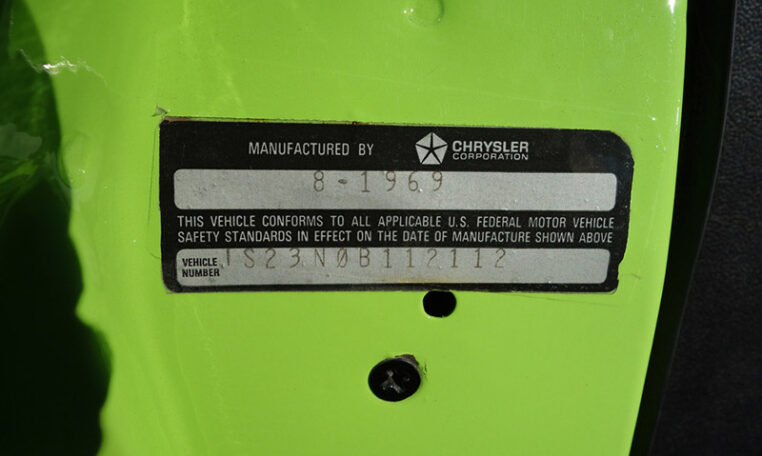 MANUFACTURED BY CHRYSLER CORPORATION
8-1969
THIS VEHICLE CONFORMS TO ALL APPLICABLE U.S. FEDERAL MOTOR VEHICLE
SAFETY STANDARDS IN EFFECT ON THE DATE OF MANUFACTURE SHOWN ABOVE
VEHICLE NUMBER JS23N0B112112